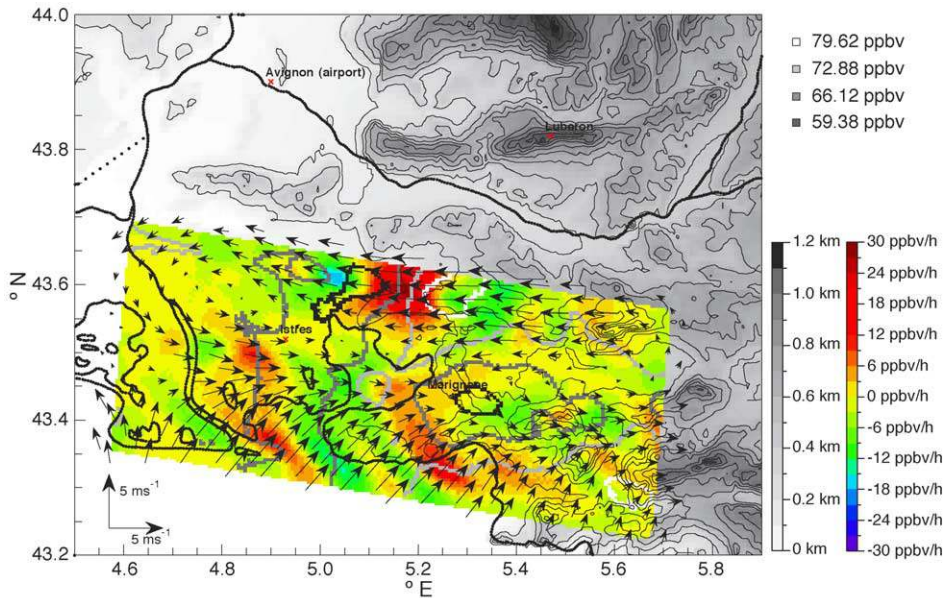 44.0
43.8
43.6
43.4
43.2
° N
4.6 4.8 5.0 5.2 5.4 5.6 5.8
° E
Avignon (airport)
Lubéron
Istres
Marignane
5 ms-1
5 ms-1
79.62 ppbv
72.88 ppbv
66.12 ppbv
59.38 ppbv
1.2 km
1.0 km
0.8 km
0.6 km
0.4 km
0.2 km
0 km
30 ppbv/h
24 ppbv/h
18 ppbv/h
12 ppbv/h
6 ppbv/h
0 ppbv/h
-6 ppbv/h
-12 ppbv/h
-18 ppbv/h
-24 ppbv/h
-30 ppbv/h